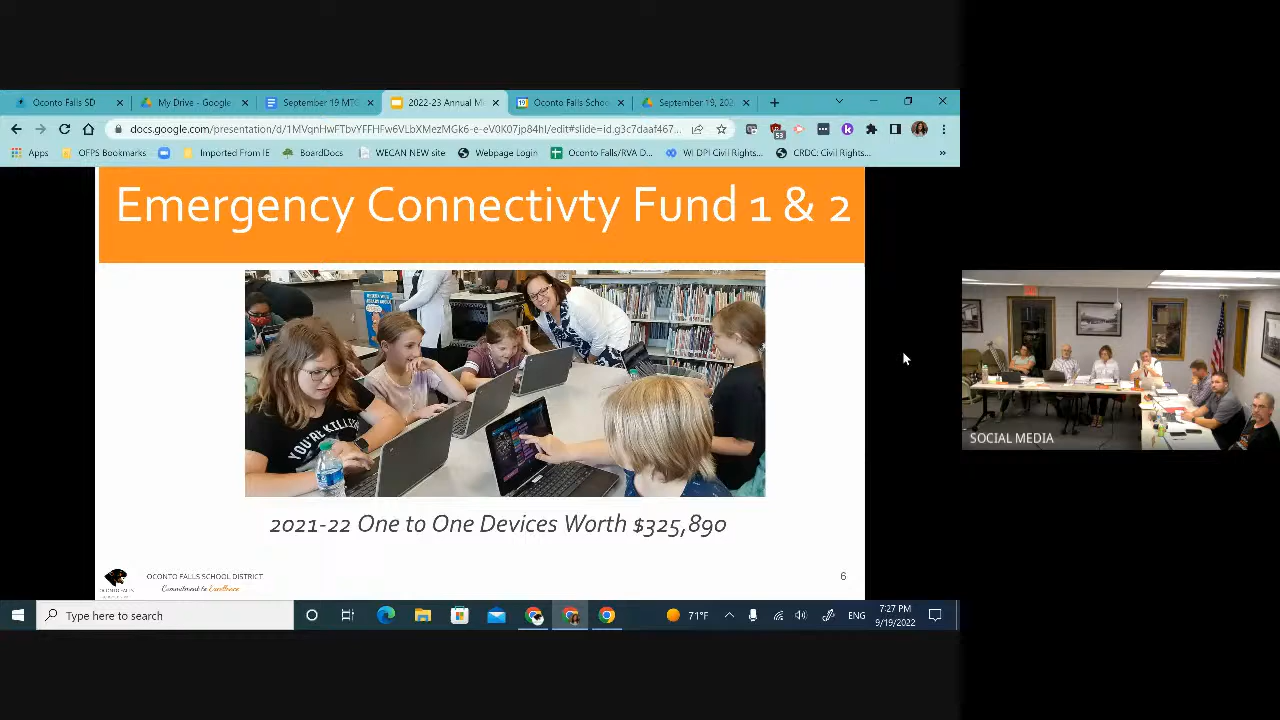 Oconto Falls SD
My Drive - Google
September 19 MTG
2022-23 Annual M
Oconto Falls Schoo
September 19, 202
docs.google.com/presentation/d/1MVqnHwFTbvYFFHFw6VLbXMezMGk6-e-eV0K07jp84hI/edit#slide=id.g3c7daaf467...
53
Apps
OFPS Bookmarks
Imported From IE
BoardDocs
WECAN NEW site
Webpage Login
Oconto Falls/RVA D...
WI DPI Civil Rights...
CRDC: Civil Rights...
»
Emergency Connectivty Fund 1 & 2
YOU'RE KILLIN
2021-22 One to One Devices Worth $325,890
OCONTO FALLS SCHOOL DISTRICT
Commitment to Excellence
6
SOCIAL MEDIA
Type here to search
71°F
ENG
7:27 PM
9/19/2022